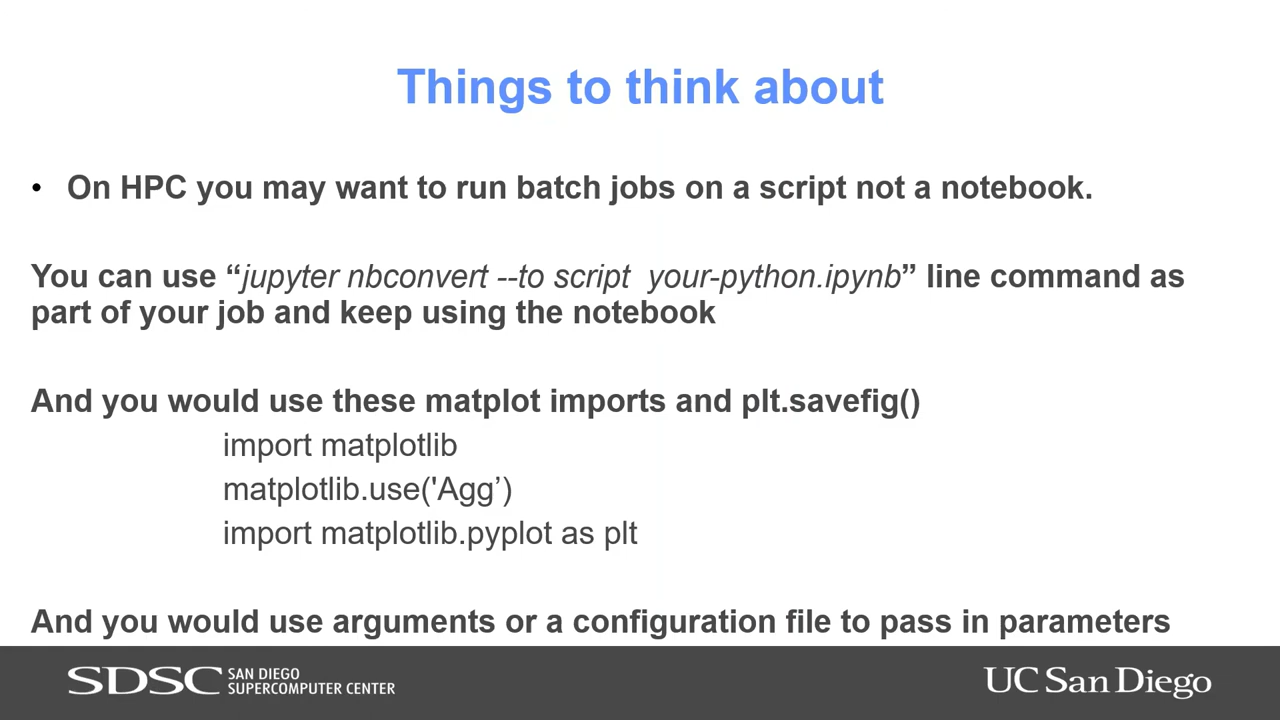 Things to think about
• On HPC you may want to run batch jobs on a script not a notebook.
You can use “jupyter nbconvert --to script  your-python.ipynb” line command as
part of your job and keep using the notebook
And you would use these matplot imports and plt.savefig()
import matplotlib
matplotlib.use('Agg’)
import matplotlib.pyplot as plt
And you would use arguments or a configuration file to pass in parameters
SDSC SAN DIEGO
SUPERCOMPUTER CENTER
UC San Diego